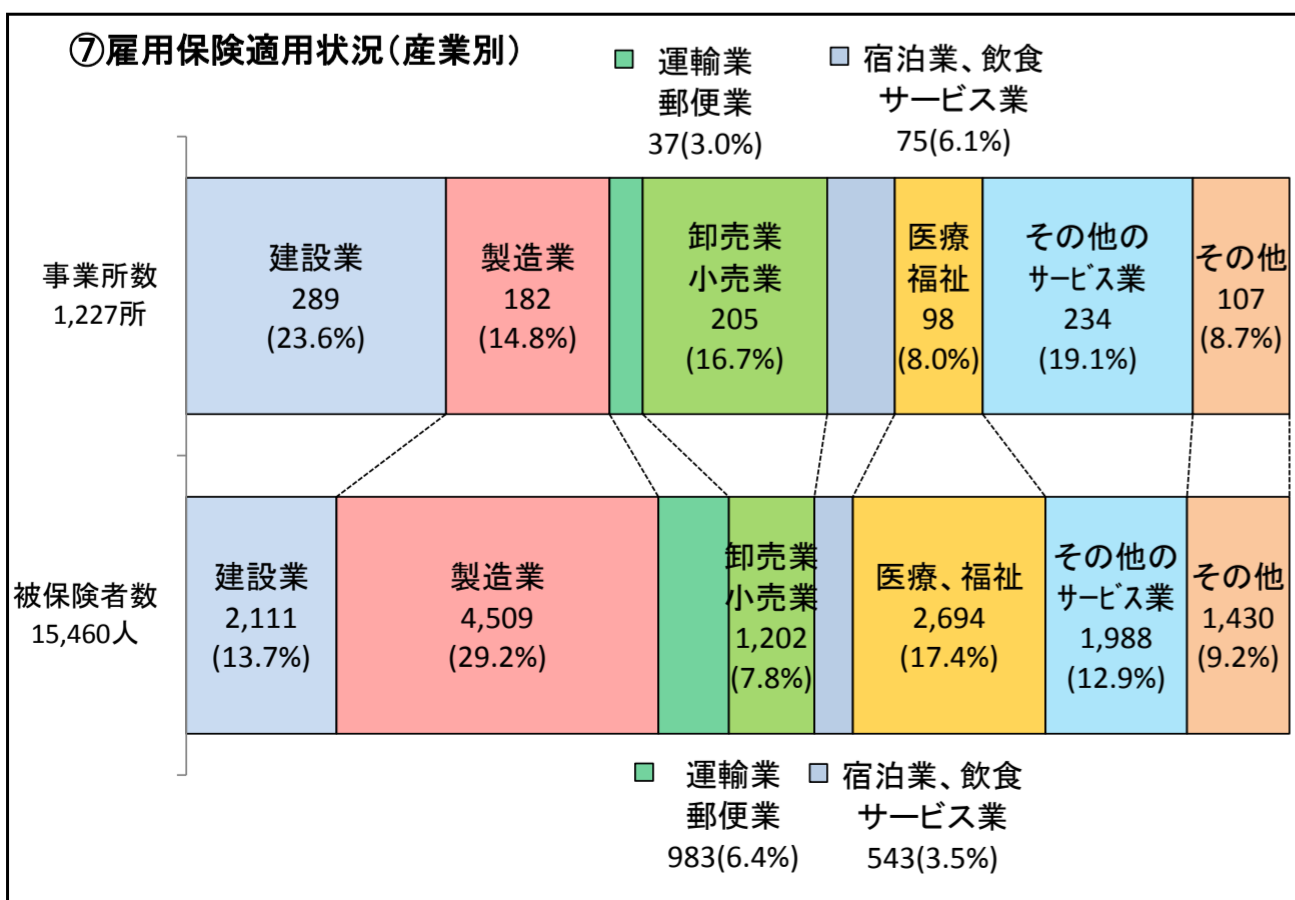 ⑦雇用保険適用状況(産業別)
運輸業
郵便業
37(3.0%)
宿泊業、飲食
サービス業
75(6.1%)
事業所数
1,227所
建設業
289
(23.6%)
製造業
182
(14.8%)
卸売業
小売業
205
(16.7%)
医療
福祉
98
(8.0%)
その他の
ｻｰﾋﾞｽ業
234
(19.1%)
その他
107
(8.7%)
被保険者数
15,460人
建設業
2,111
(13.7%)
製造業
4,509
(29.2%)
卸売業
小売業
1,202
(7.8%)
医療、福祉
2,694
(17.4%)
その他の
ｻｰﾋﾞｽ業
1,988
(12.9%)
その他
1,430
(9.2%)
運輸業
郵便業
983(6.4%)
宿泊業、飲食
サービス業
543(3.5%)